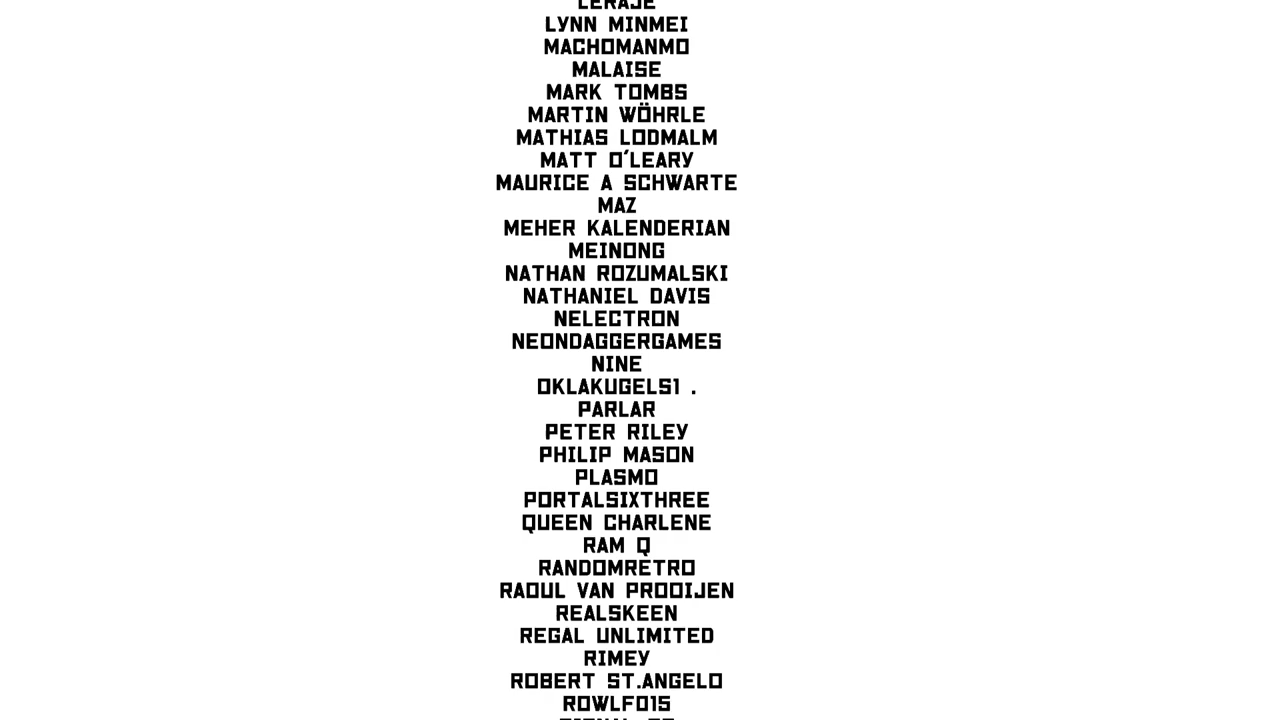 LERAJE
LYNN MINMEI
MACHOMANMO
MALAISE
MARK TOMBS
MARTIN WÖHRLE
MATHIAS LODMALM
MATT O'LEARY
MAURICE A SCHWARTE
MAZ
MEHER KALENDERIAN
MEINONG
NATHAN ROZUMALSKI
NATHANIEL DAVIS
NELECTRON
NEONDAGGERGAMES
NINE
OKLAKUGELS1 .
PARLAR
PETER RILEY
PHILIP MASON
PLASMO
PORTALSIXTHREE
QUEEN CHARLENE
RAM Q
RANDOMRETRO
RAOUL VAN PROOIJEN
REALSKEEN
REGAL UNLIMITED
RIMEY
ROBERT ST.ANGELO
ROWLF015